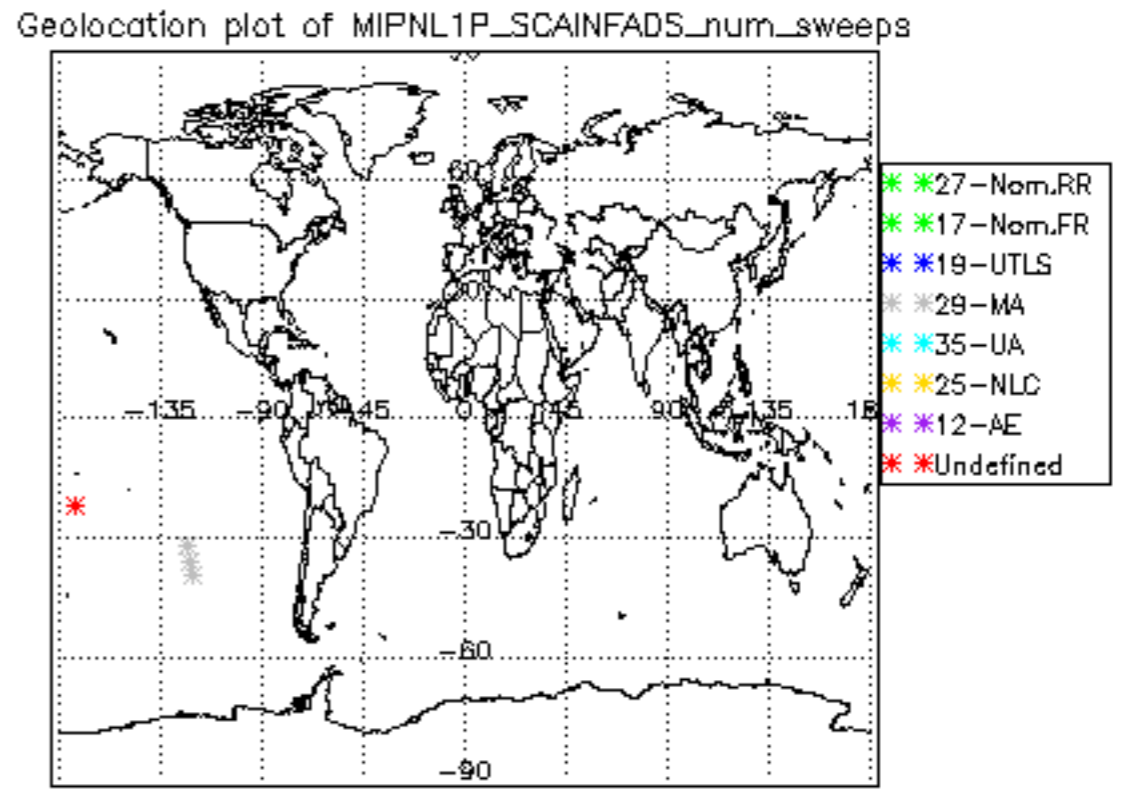 Geolocation plot of MIPNL1P_SCAINFADS_num_sweeps
60
-135 -90 -45 0 45 90 135
-30
-60
-90
27-Nom.RR
17-Nom.FR
19-UTLS
29-MA
35-UA
25-NLC
12-AE
Undefined